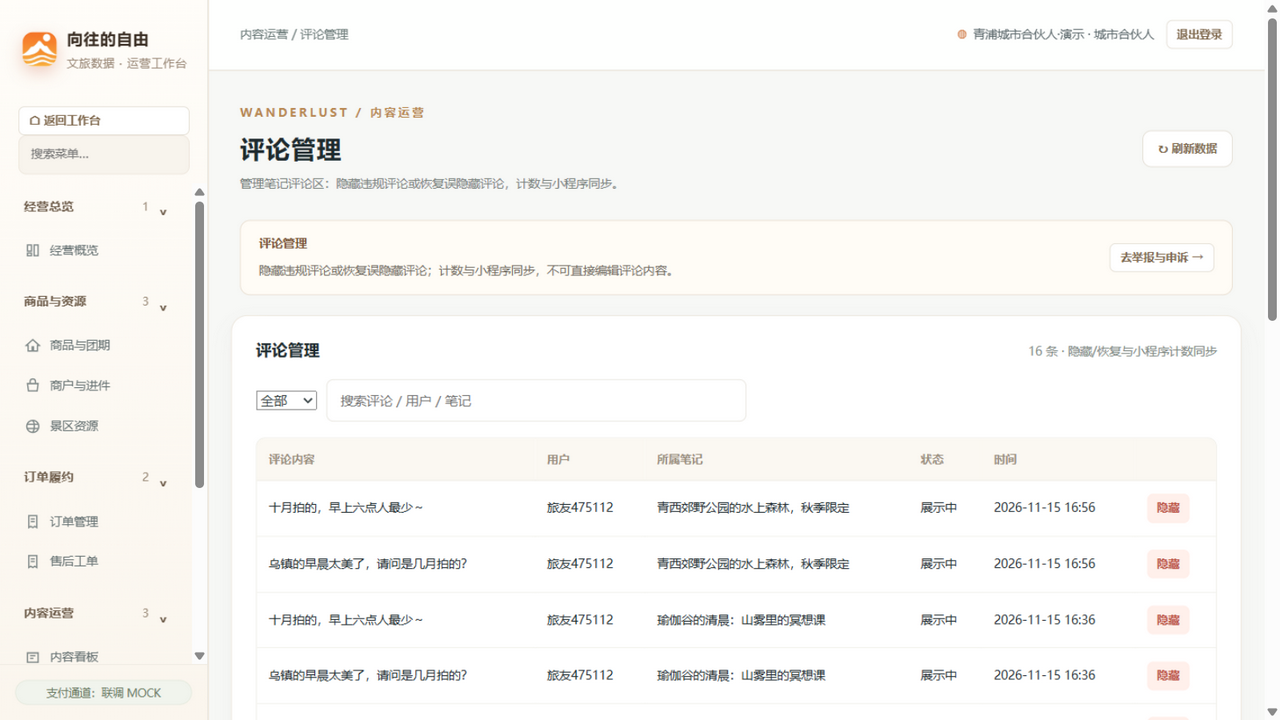 向往的自由
文旅数据 · 运营工作台
返回工作台
搜索菜单...
经营总览 1
经营概览
商品与资源 3
商品与团期
商户与进件
景区资源
订单履约 2
订单管理
售后工单
内容运营 3
内容看板
支付通道：联调 MOCK
内容运营 / 评论管理
青浦城市合伙人·演示 · 城市合伙人 退出登录
WANDERLUST / 内容运营
评论管理
↻ 刷新数据
管理笔记评论区：隐藏违规评论或恢复误隐藏评论，计数与小程序同步。
评论管理
隐藏违规评论或恢复误隐藏评论；计数与小程序同步，不可直接编辑评论内容。
去举报与申诉 →
评论管理 16 条 · 隐藏/恢复与小程序计数同步
全部 搜索评论 / 用户 / 笔记
评论内容 用户 所属笔记 状态 时间
十月拍的，早上六点人最少～ 旅友475112 青西郊野公园的水上森林，秋季限定 展示中 2026-11-15 16:56 隐藏
乌镇的早晨太美了，请问是几月拍的？ 旅友475112 青西郊野公园的水上森林，秋季限定 展示中 2026-11-15 16:56 隐藏
十月拍的，早上六点人最少～ 旅友475112 瑜伽谷的清晨：山雾里的冥想课 展示中 2026-11-15 16:36 隐藏
乌镇的早晨太美了，请问是几月拍的？ 旅友475112 瑜伽谷的清晨：山雾里的冥想课 展示中 2026-11-15 16:36 隐藏